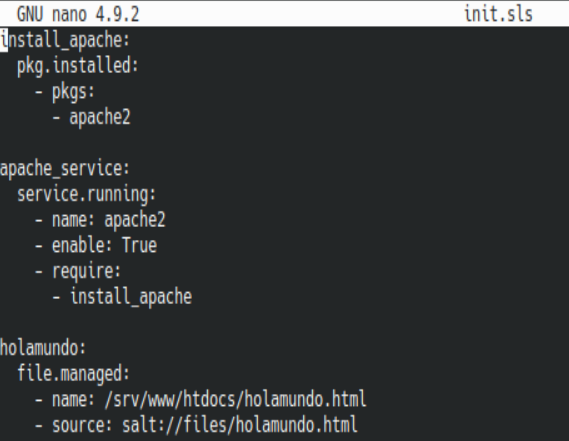 GNU nano 4.9.2 init.sls
install_apache:
  pkg.installed:
    - pkgs:
      - apache2
apache_service:
  service.running:
    - name: apache2
    - enable: True
    - require:
      - install_apache
holamundo:
  file.managed:
    - name: /srv/www/htdocs/holamundo.html
    - source: salt://files/holamundo.html